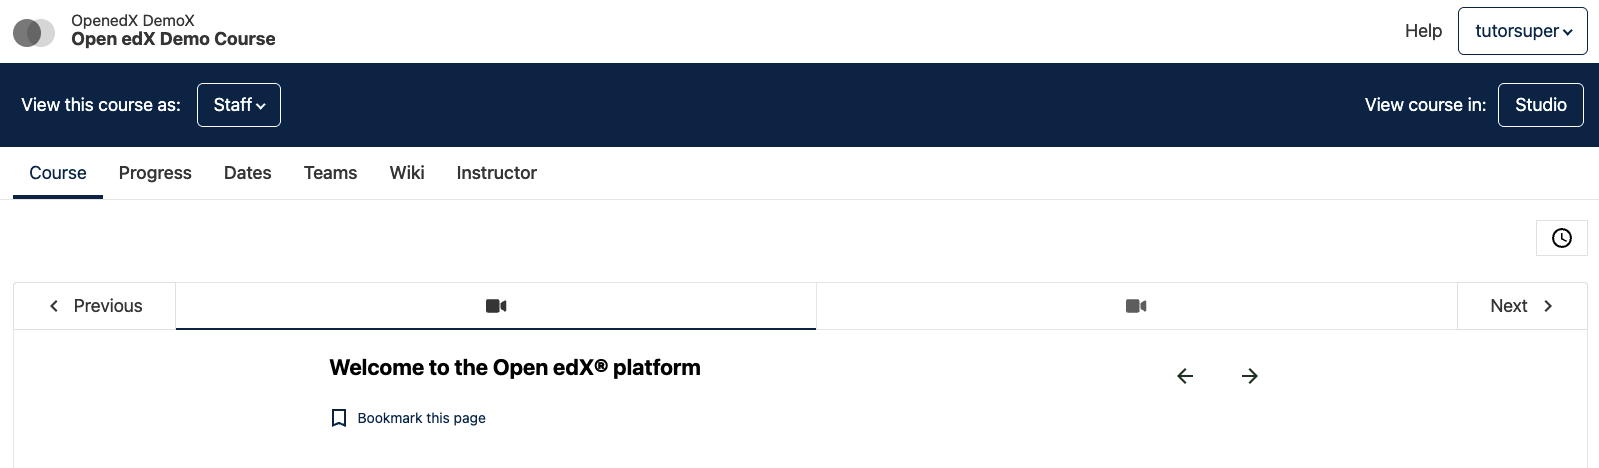 OpenedX DemoX
Open edX Demo Course
Help
tutorsuper
View this course as:
Staff
View course in:
Studio
Course
Progress
Dates
Teams
Wiki
Instructor
Previous
Next
Welcome to the Open edX® platform
Bookmark this page